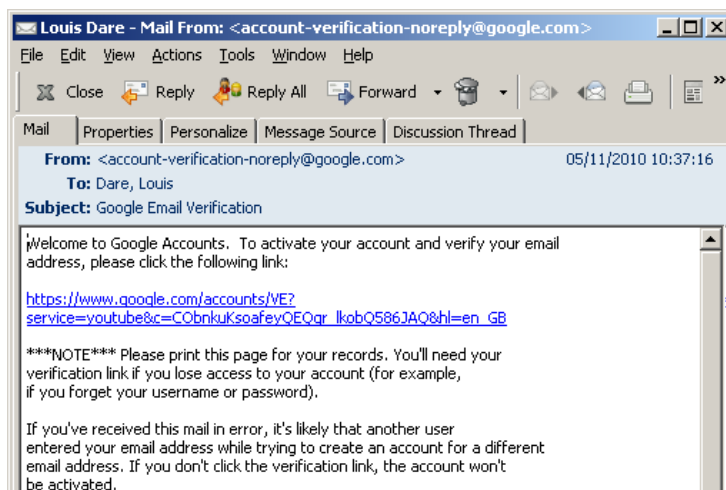 Louis Dare - Mail From: <account-verification-noreply@google.com>
File Edit View Actions Tools Window Help
Close Reply Reply All Forward »
Mail Properties Personalize Message Source Discussion Thread
From: <account-verification-noreply@google.com> 05/11/2010 10:37:16
To: Dare, Louis
Subject: Google Email Verification
Welcome to Google Accounts. To activate your account and verify your email
address, please click the following link:
https://www.google.com/accounts/VE?
service=youtube&c=CObnkuKsoafeyQEQgr_lkobQ586JAQ&hl=en_GB
***NOTE*** Please print this page for your records. You'll need your
verification link if you lose access to your account (for example,
if you forget your username or password).
If you've received this mail in error, it's likely that another user
entered your email address while trying to create an account for a different
email address. If you don't click the verification link, the account won't
be activated.